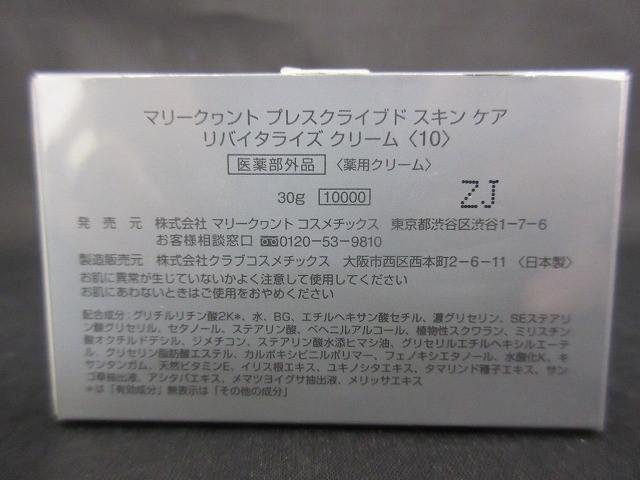 マリークヮント プレスクライブド スキン ケア
リバイタライズ クリーム〈10〉
医薬部外品 〈薬用クリーム〉
30g 10000 ZJ
発売元 株式会社 マリークヮント コスメチックス 東京都渋谷区渋谷1-7-6
お客様相談窓口 0120-53-9810
製造販売元 株式会社クラブコスメチックス 大阪市西区西本町2-6-11〈日本製〉
お肌に異常が生じていないかよく注意して使用してください
お肌にあわないときはご使用をおやめください
配合成分:グリチルリチン酸2K*、水、BG、エチルヘキサン酸セチル、濃グリセリン、SEステアリ
ン酸グリセリル、セタノール、ステアリン酸、ベヘニルアルコール、植物性スクワラン、ミリスチン
酸オクチルドデシル、ジメチコン、ステアリン酸水添ヒマシ油、グリセリルエチルヘキシルエーテ
ル、グリセリン脂肪酸エステル、カルボキシビニルポリマー、フェノキシエタノール、水酸化K、キ
サンタンガム、天然ビタミンE、イリス根エキス、ユキノシタエキス、タマリンド種子エキス、サン
ゴ草抽出液、アシタバエキス、メマツヨイグサ抽出液、メリッサエキス
*は「有効成分」無表示は「その他の成分」